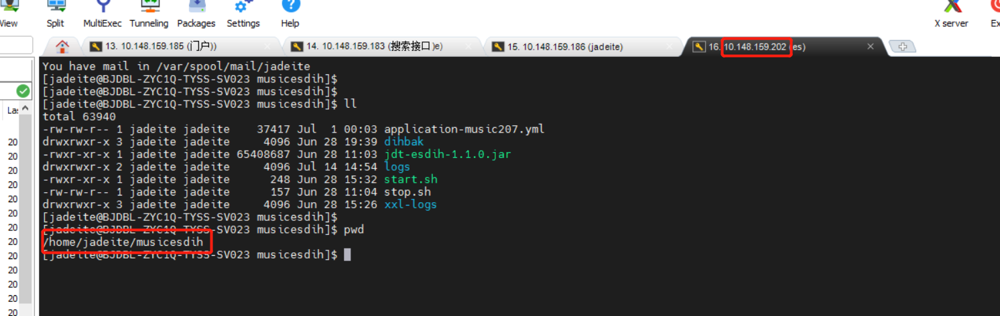 View Split MultiExec Tunneling Packages Settings Help X server
13. 10.148.159.185 (门户)) 14. 10.148.159.183 (搜索接口)e) 15. 10.148.159.186 (jadeite) 16. 10.148.159.202 (es)
You have mail in /var/spool/mail/jadeite
[jadeite@BJDBL-ZYC1Q-TYSS-SV023 musicesdih]$
[jadeite@BJDBL-ZYC1Q-TYSS-SV023 musicesdih]$
[jadeite@BJDBL-ZYC1Q-TYSS-SV023 musicesdih]$ ll
total 63940
-rw-rw-r-- 1 jadeite jadeite    37417 Jul  1 00:03 application-music207.yml
drwxrwxr-x 3 jadeite jadeite     4096 Jun 28 19:39 dihbak
-rwxr-xr-x 1 jadeite jadeite 65408687 Jun 28 11:03 jdt-esdih-1.1.0.jar
drwxrwxr-x 2 jadeite jadeite     4096 Jul 14 14:54 logs
-rwxr-xr-x 1 jadeite jadeite      248 Jun 28 15:32 start.sh
-rw-rw-r-- 1 jadeite jadeite      157 Jun 28 11:04 stop.sh
drwxrwxr-x 3 jadeite jadeite     4096 Jun 28 15:26 xxl-logs
[jadeite@BJDBL-ZYC1Q-TYSS-SV023 musicesdih]$
[jadeite@BJDBL-ZYC1Q-TYSS-SV023 musicesdih]$ pwd
/home/jadeite/musicesdih
[jadeite@BJDBL-ZYC1Q-TYSS-SV023 musicesdih]$
20
20
20
20
20
20
20
20
20
20
20
20
20